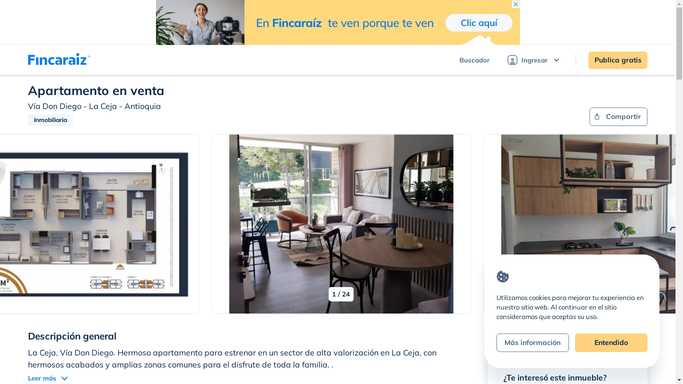 En Fincaraíz te ven porque te ven
Clic aquí
Fincaraiz
Buscador
Ingresar
Publica gratis
Apartamento en venta
Vía Don Diego - La Ceja - Antioquia
Inmobiliaria
Compartir
1 / 24
Utilizamos cookies para mejorar tu experiencia en
nuestro sitio web. Al continuar en el sitio
consideramos que aceptas su uso.
Más información
Entendido
Descripción general
La Ceja, Vía Don Diego. Hermoso apartamento para estrenar en un sector de alta valorización en La Ceja, con
hermosos acabados y amplias zonas comunes para el disfrute de toda la familia. .
Leer más
¿Te interesó este inmueble?